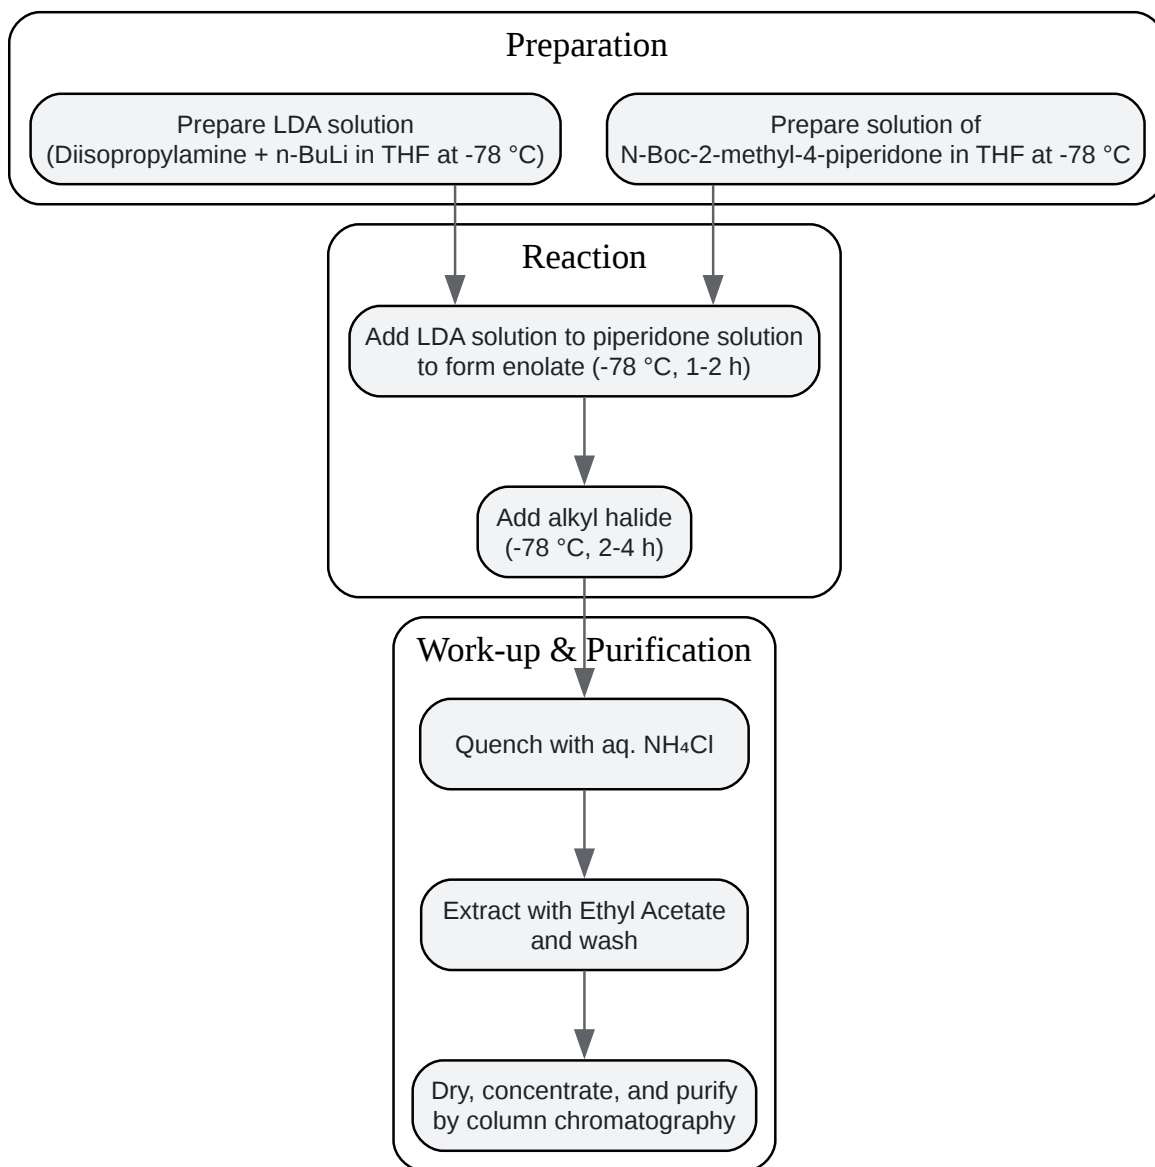 Preparation
Prepare LDA solution
(Diisopropylamine + n-BuLi in THF at -78 °C)
Prepare solution of
N-Boc-2-methyl-4-piperidone in THF at -78 °C
Reaction
Add LDA solution to piperidone solution
to form enolate (-78 °C, 1-2 h)
Add alkyl halide
(-78 °C, 2-4 h)
Work-up & Purification
Quench with aq. NH₄Cl
Extract with Ethyl Acetate
and wash
Dry, concentrate, and purify
by column chromatography